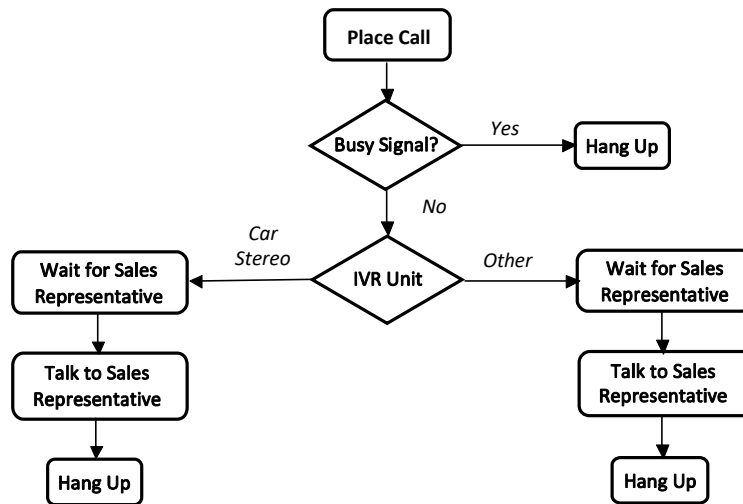 Place Call
Busy Signal?
Yes
Hang Up
No
Car
Stereo
IVR Unit
Other
Wait for Sales
Representative
Wait for Sales
Representative
Talk to Sales
Representative
Talk to Sales
Representative
Hang Up
Hang Up